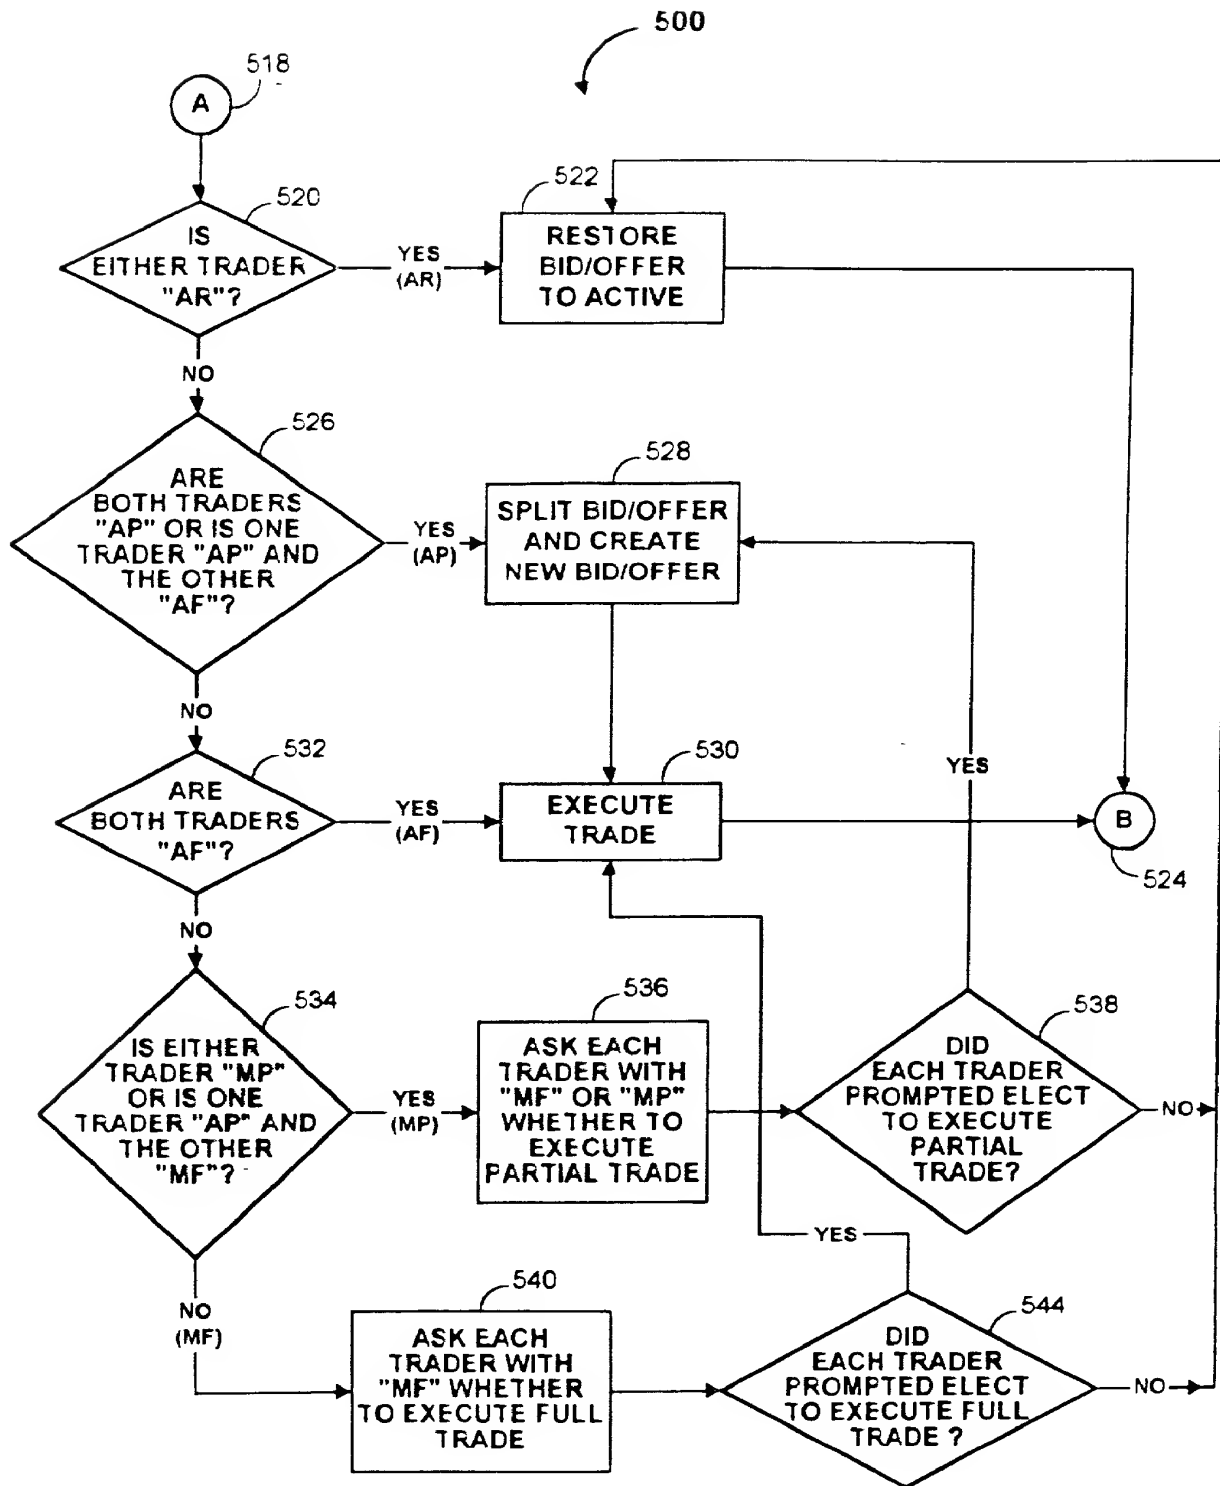 500
518
A
520
IS
EITHER TRADER
"AR"?
YES
(AR)
522
RESTORE
BID/OFFER
TO ACTIVE
NO
526
ARE
BOTH TRADERS
"AP" OR IS ONE
TRADER "AP" AND
THE OTHER
"AF"?
YES
(AP)
528
SPLIT BID/OFFER
AND CREATE
NEW BID/OFFER
NO
532
ARE
BOTH TRADERS
"AF"?
YES
(AF)
530
EXECUTE
TRADE
YES
B
524
NO
534
IS EITHER
TRADER "MP"
OR IS ONE
TRADER "AP" AND
THE OTHER
"MF"?
YES
(MP)
536
ASK EACH
TRADER WITH
"MF" OR "MP"
WHETHER TO
EXECUTE
PARTIAL TRADE
538
DID
EACH TRADER
PROMPTED ELECT
TO EXECUTE
PARTIAL
TRADE?
NO
YES
NO
(MF)
540
ASK EACH
TRADER WITH
"MF" WHETHER
TO EXECUTE FULL
TRADE
544
DID
EACH TRADER
PROMPTED ELECT
TO EXECUTE FULL
TRADE ?
NO